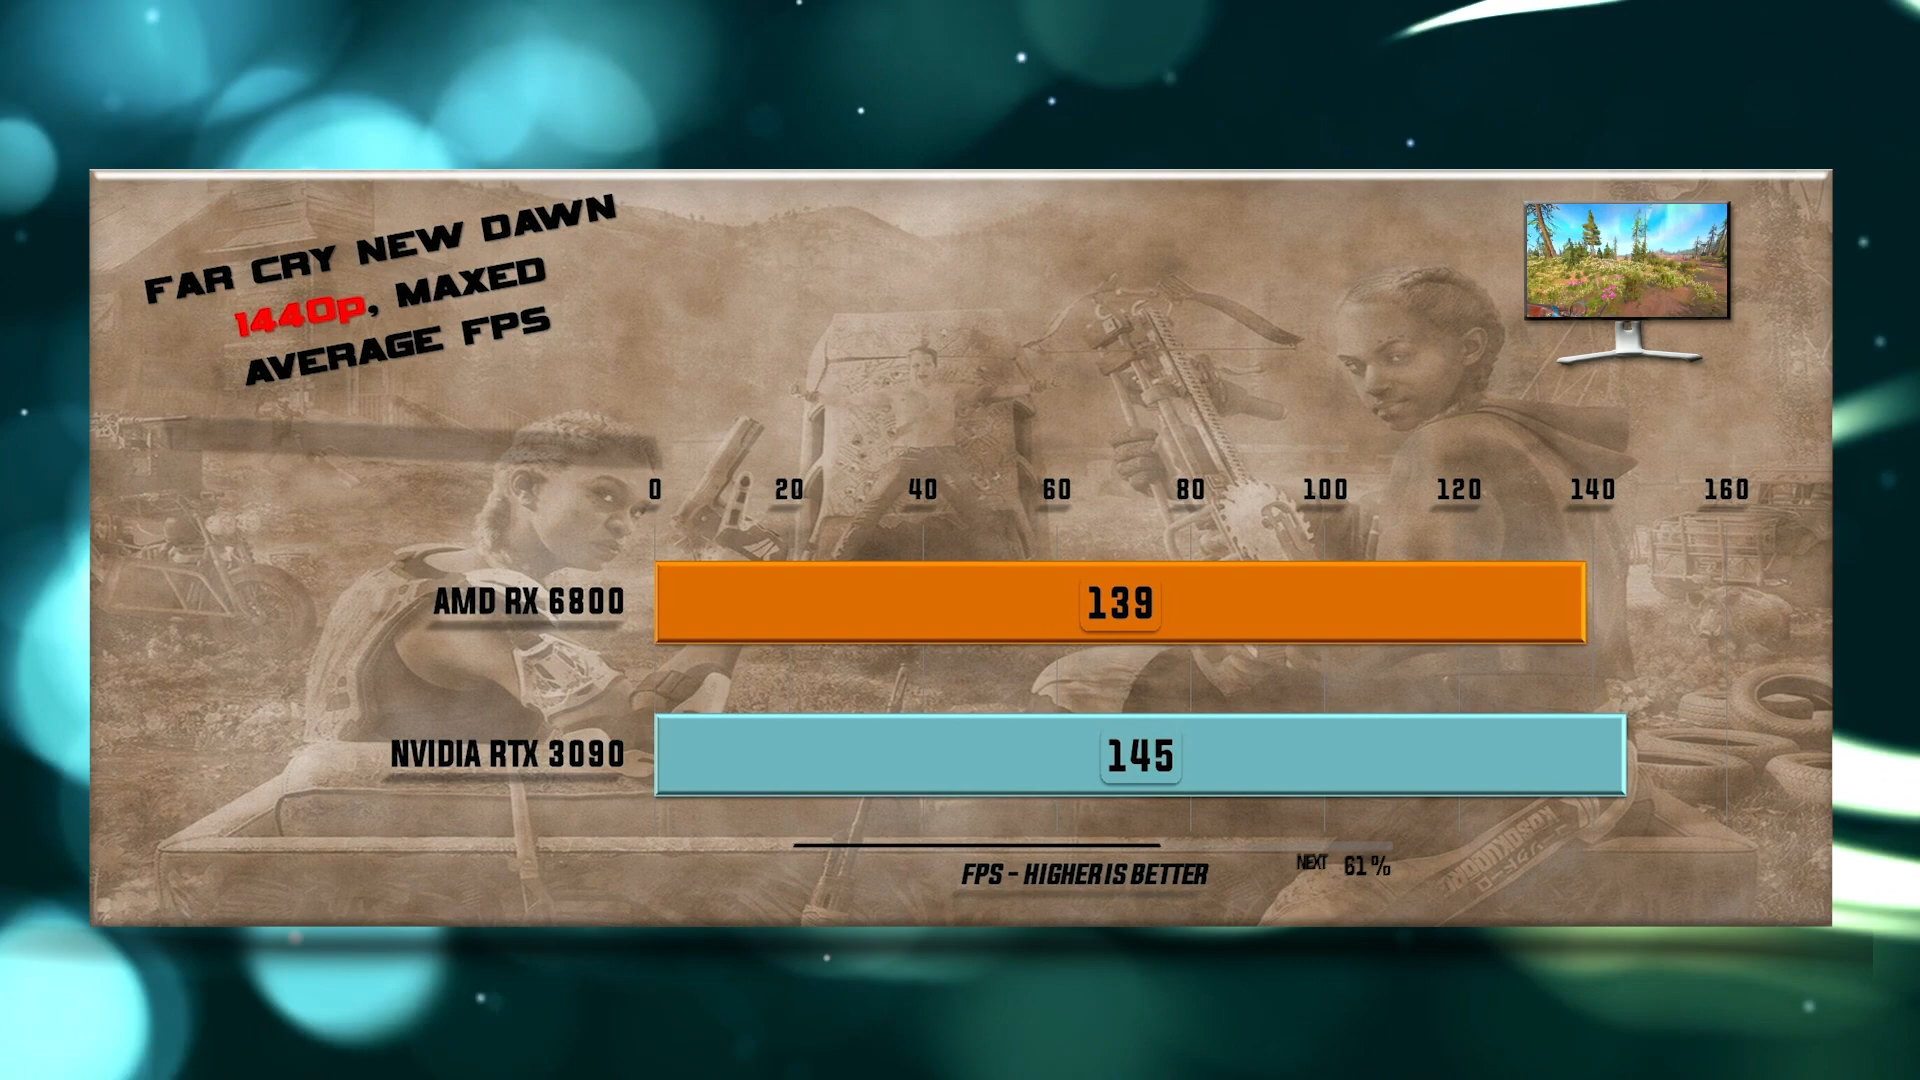 FAR CRY NEW DAWN
1440p, MAXED
AVERAGE FPS
0 20 40 60 80 100 120 140 160
AMD RX 6800 139
NVIDIA RTX 3090 145
FPS - HIGHER IS BETTER
NEXT 61%